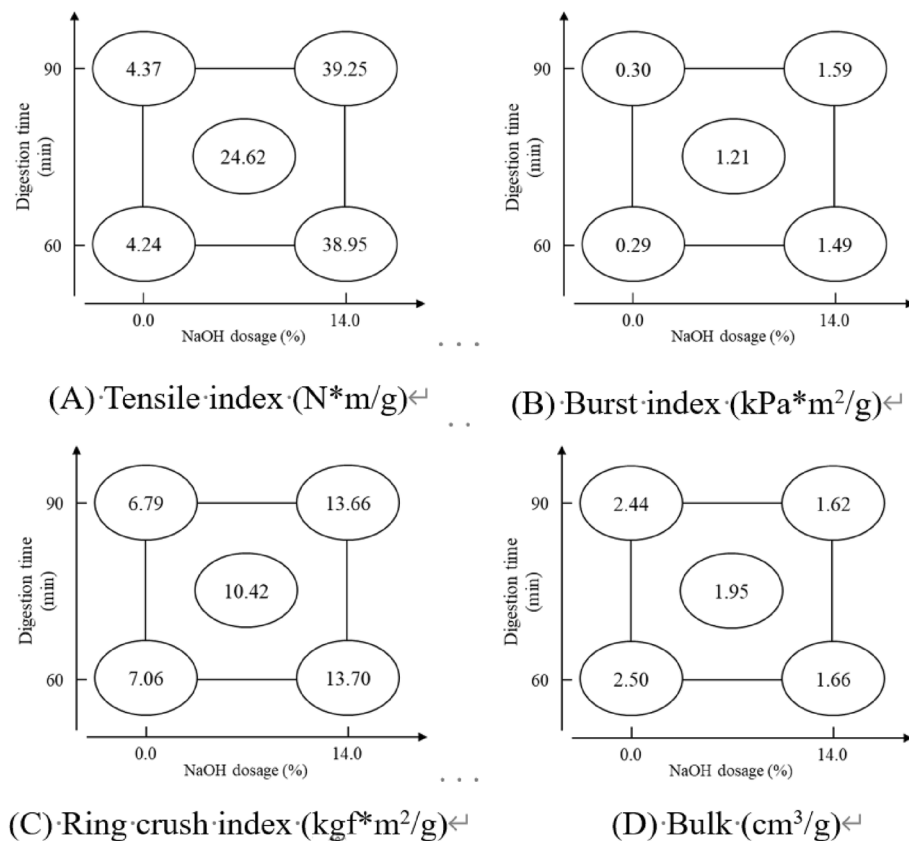 90
4.37
39.25
Digestion time
(min)
24.62
60
4.24
38.95
0.0
14.0
NaOH dosage (%)
90
0.30
1.59
Digestion time
(min)
1.21
60
0.29
1.49
0.0
14.0
NaOH dosage (%)
(A)·Tensile·index·(N*m/g)↵
(B)·Burst·index·(kPa*m²/g)↵
90
6.79
13.66
Digestion time
(min)
10.42
60
7.06
13.70
0.0
14.0
NaOH dosage (%)
90
2.44
1.62
Digestion time
(min)
1.95
60
2.50
1.66
0.0
14.0
NaOH dosage (%)
(C)·Ring·crush·index·(kgf*m²/g)↵
(D)·Bulk·(cm³/g)↵